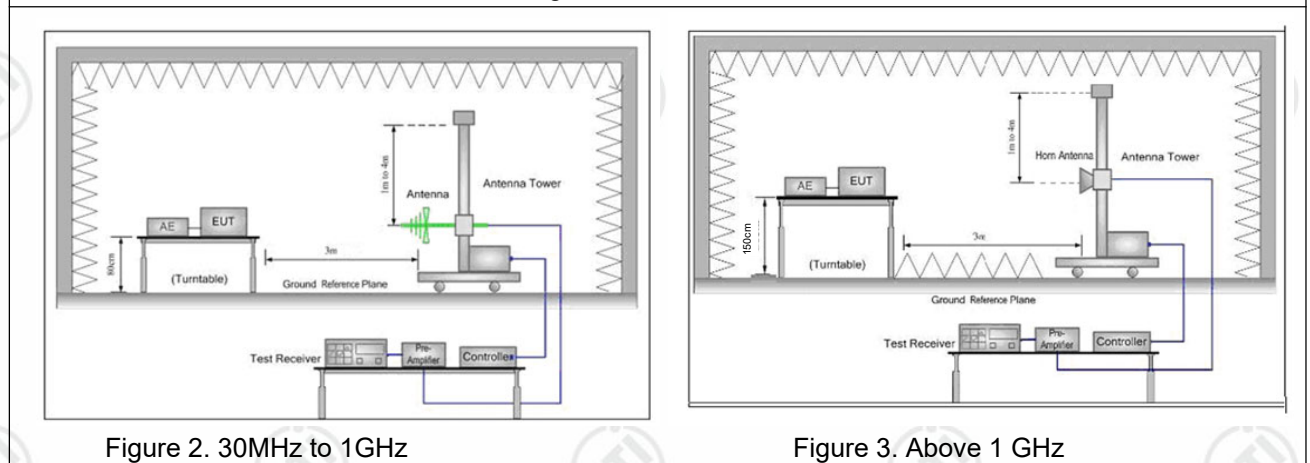 1m to 4m
Antenna
Antenna Tower
AE
EUT
80cm
(Turntable)
3m
Ground Reference Plane
Test Receiver
Pre-
Amplifier
Controller
Figure 2. 30MHz to 1GHz
1m to 4m
Horn Antenna
Antenna Tower
AE
EUT
150cm
(Turntable)
3m
Ground Reference Plane
Test Receiver
Pre-
Amplifier
Controller
Figure 3. Above 1 GHz